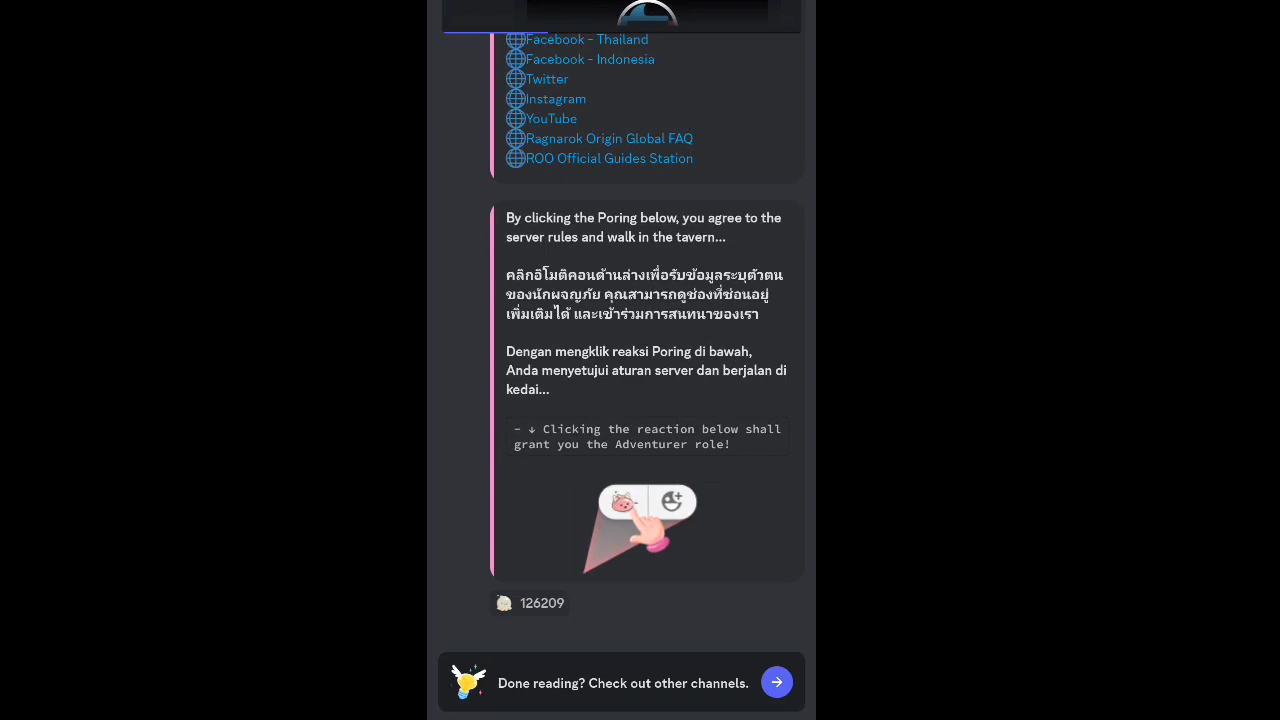 Facebook - Thailand
Facebook - Indonesia
Twitter
Instagram
YouTube
Ragnarok Origin Global FAQ
ROO Official Guides Station
By clicking the Poring below, you agree to the
server rules and walk in the tavern...
คลิกอิโมติคอนด้านล่างเพื่อรับข้อมูลระบุตัวตน
ของนักผจญภัย คุณสามารถดูช่องที่ซ่อนอยู่
เพิ่มเติมได้ และเข้าร่วมการสนทนาของเรา
Dengan mengklik reaksi Poring di bawah,
Anda menyetujui aturan server dan berjalan di
kedai...
- ↓ Clicking the reaction below shall
grant you the Adventurer role!
126209
Done reading? Check out other channels.